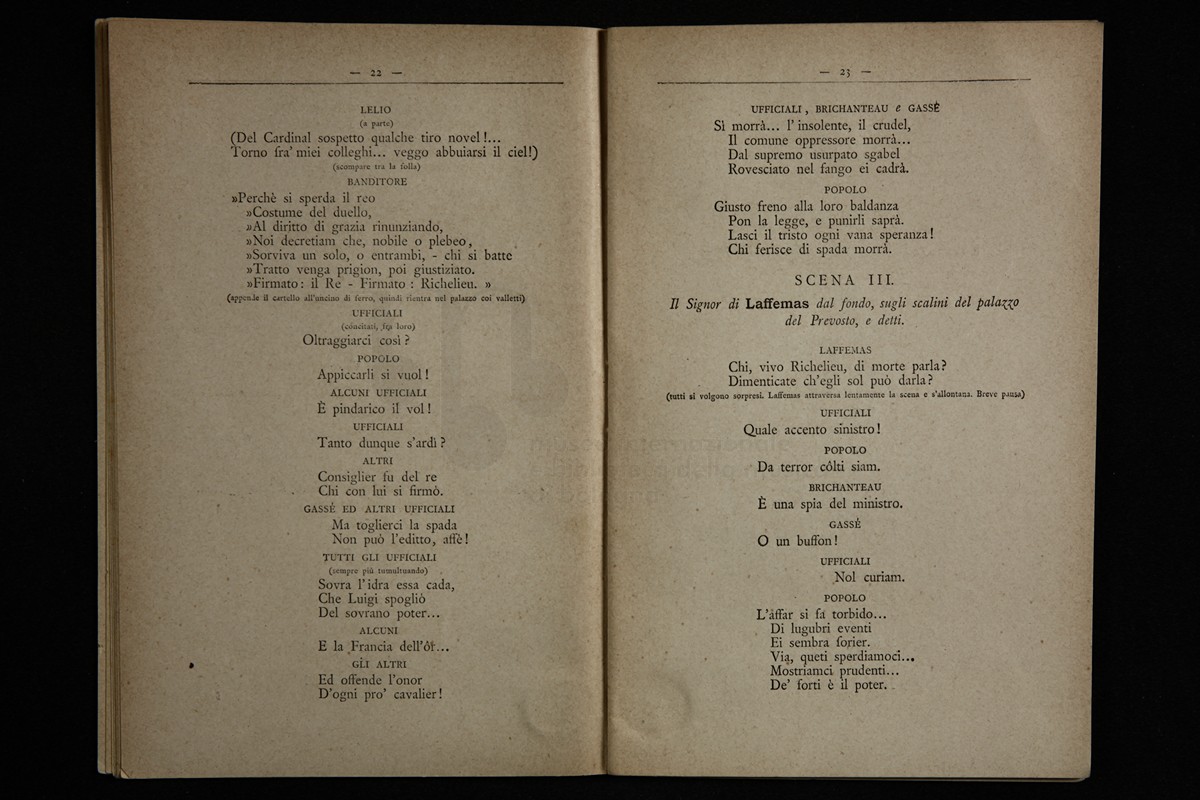 — 22 —
LELIO
(a parte)
(Del Cardinal sospetto qualche tiro novel!...
Torno fra' miei colleghi... veggo abbuiarsi il ciel!)
(scompare tra la folla)
BANDITORE
»Perchè si sperda il reo
»Costume del duello,
»Al diritto di grazia rinunziando,
»Noi decretiam che, nobile o plebeo,
»Sorviva un solo, o entrambi, - chi si batte
»Tratto venga prigion, poi giustiziato.
»Firmato: il Re - Firmato: Richelieu. »
(appende il cartello all'uncino di ferro, quindi rientra nel palazzo coi valletti)
UFFICIALI
(concitati, fra loro)
Oltraggiarci così?
POPOLO
Appiccarli si vuol!
ALCUNI UFFICIALI
È pindarico il vol!
UFFICIALI
Tanto dunque s'ardì?
ALTRI
Consiglier fu del re
Chi con lui si firmò.
GASSÉ ED ALTRI UFFICIALI
Ma toglierci la spada
Non può l'editto, affè!
TUTTI GLI UFFICIALI
(sempre più tumultuando)
Sovra l'idra essa cada,
Che Luigi spogliò
Del sovrano poter...
ALCUNI
E la Francia dell'ôr...
GLI ALTRI
Ed offende l'onor
D'ogni pro' cavalier!
— 23 —
UFFICIALI, BRICHANTEAU e GASSÈ
Sì morrà... l'insolente, il crudel,
Il comune oppressore morrà...
Dal supremo usurpato sgabel
Rovesciato nel fango ei cadrà.
POPOLO
Giusto freno alla loro baldanza
Pon la legge, e punirli saprà.
Lasci il tristo ogni vana speranza!
Chi ferisce di spada morrà.
SCENA III.
Il Signor di Laffemas dal fondo, sugli scalini del palazzo
del Prevosto, e detti.
LAFFEMAS
Chi, vivo Richelieu, di morte parla?
Dimenticate ch'egli sol può darla?
(tutti si volgono sorpresi. Laffemas attraversa lentamente la scena e s'allontana. Breve pausa)
UFFICIALI
Quale accento sinistro!
POPOLO
Da terror côlti siam.
BRICHANTEAU
È una spia del ministro.
GASSÉ
O un buffon!
UFFICIALI
Nol curiam.
POPOLO
L'affar si fa torbido...
Di lugubri eventi
Ei sembra forier.
Via, queti sperdiamoci...
Mostriamci prudenti...
De' forti è il poter.